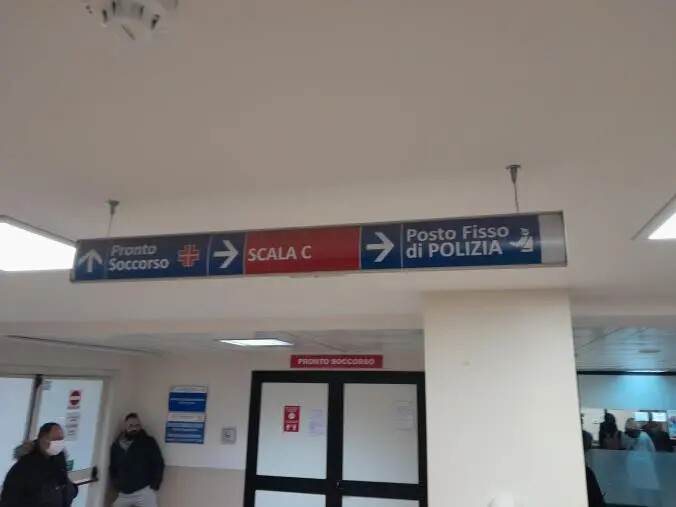 Pronto
Soccorso
SCALA C
Posto Fisso
di POLIZIA
PRONTO SOCCORSO